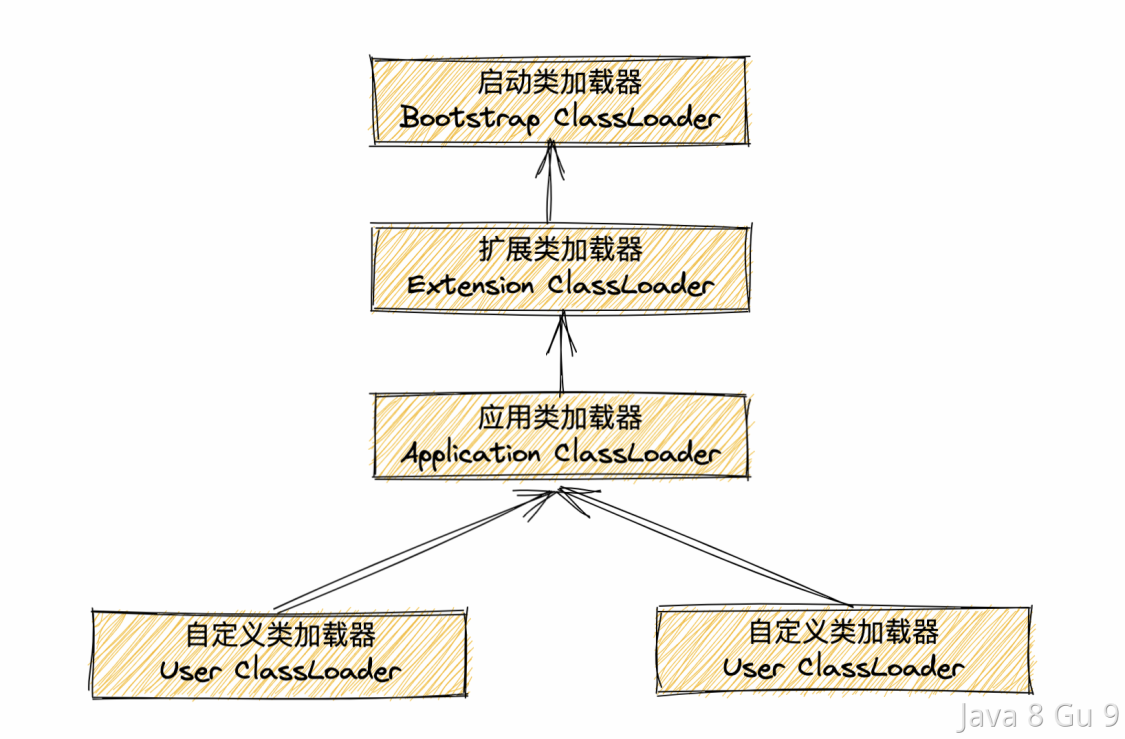 启动类加载器
Bootstrap ClassLoader
扩展类加载器
Extension ClassLoader
应用类加载器
Application ClassLoader
自定义类加载器
User ClassLoader
自定义类加载器
User ClassLoader
Java 8 Gu 9